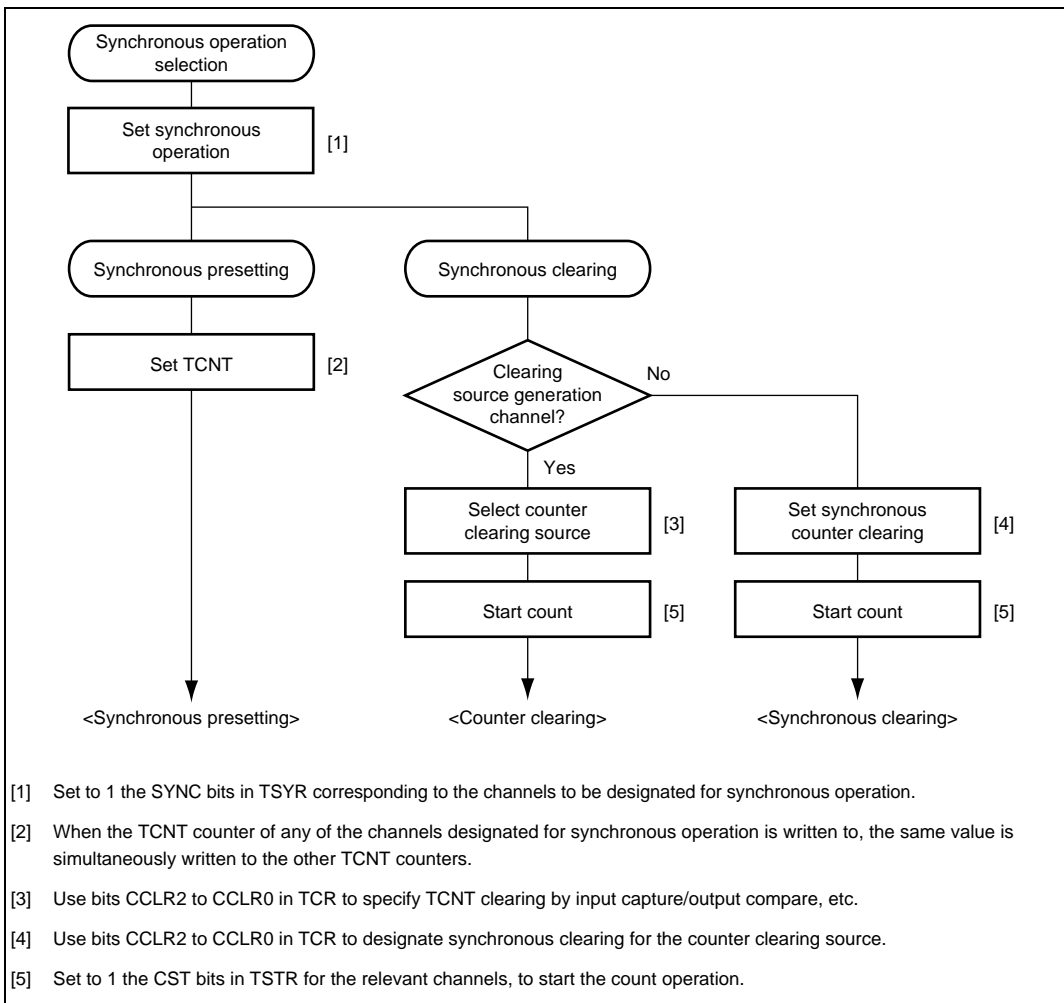 Synchronous operation
selection
Set synchronous
operation
[1]
Synchronous presetting
Synchronous clearing
Set TCNT
[2]
Clearing
source generation
channel?
No
Yes
Select counter
clearing source
[3]
Set synchronous
counter clearing
[4]
Start count
[5]
Start count
[5]
<Synchronous presetting>
<Counter clearing>
<Synchronous clearing>
[1] Set to 1 the SYNC bits in TSYR corresponding to the channels to be designated for synchronous operation.
[2] When the TCNT counter of any of the channels designated for synchronous operation is written to, the same value is
simultaneously written to the other TCNT counters.
[3] Use bits CCLR2 to CCLR0 in TCR to specify TCNT clearing by input capture/output compare, etc.
[4] Use bits CCLR2 to CCLR0 in TCR to designate synchronous clearing for the counter clearing source.
[5] Set to 1 the CST bits in TSTR for the relevant channels, to start the count operation.